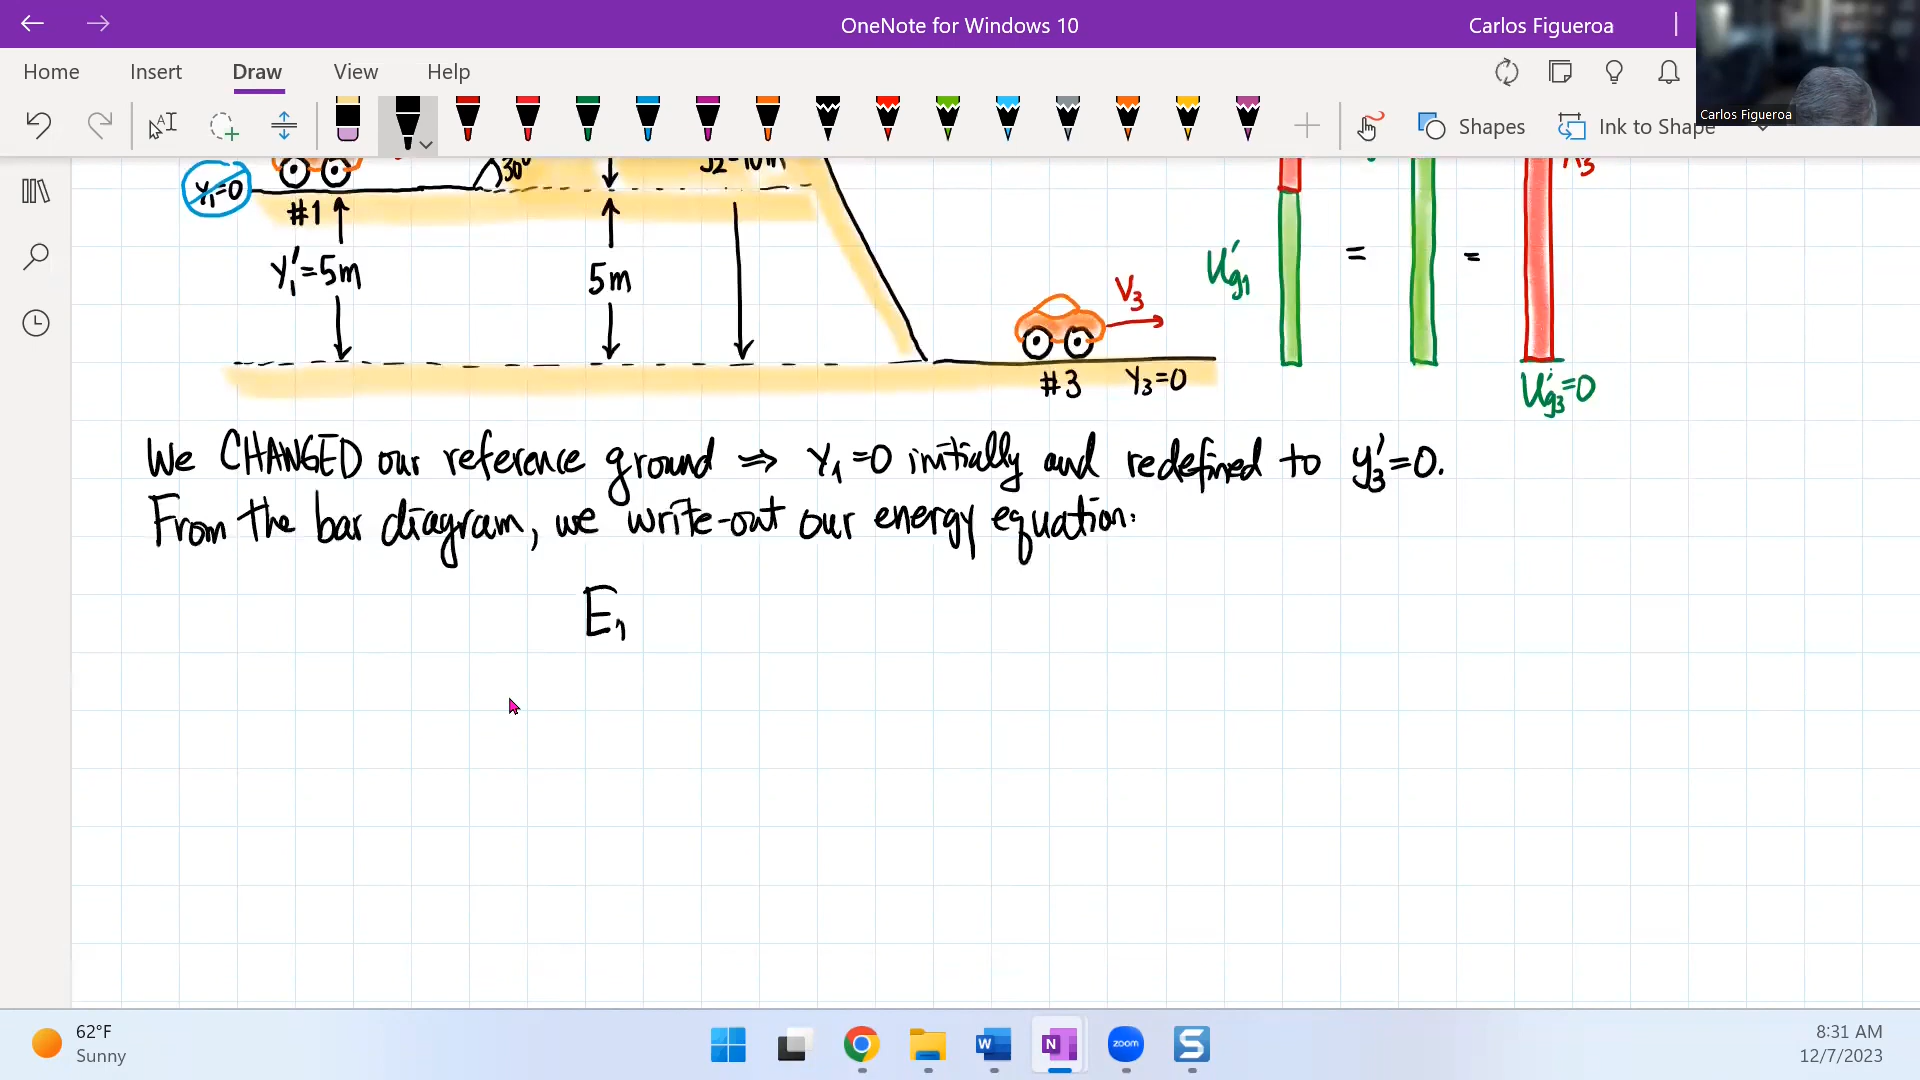 OneNote for Windows 10
Carlos Figueroa
Home Insert Draw View Help
Shapes
Ink to Shape
Carlos Figueroa
30°
Y₁=0
#1
Y₁'=5m
5m
V₃
#3 Y₃=0
U'g₁
= =
U'g₃=0
We CHANGED our reference ground ⇒ Y₁=0 initially and redefined to y₃'=0.
From the bar diagram, we write-out our energy equation:
E₁
62°F
Sunny
8:31 AM
12/7/2023
zoom